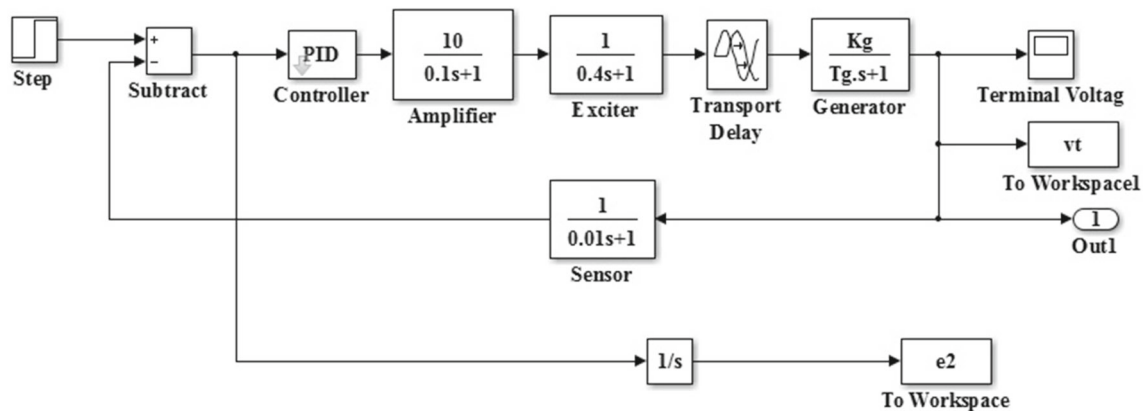 Step
+
−
Subtract
PID
Controller
10
0.1s+1
Amplifier
1
0.4s+1
Exciter
Transport
Delay
Kg
Tg.s+1
Generator
Terminal Voltag
vt
To Workspace1
1
Out1
1
0.01s+1
Sensor
1/s
e2
To Workspace